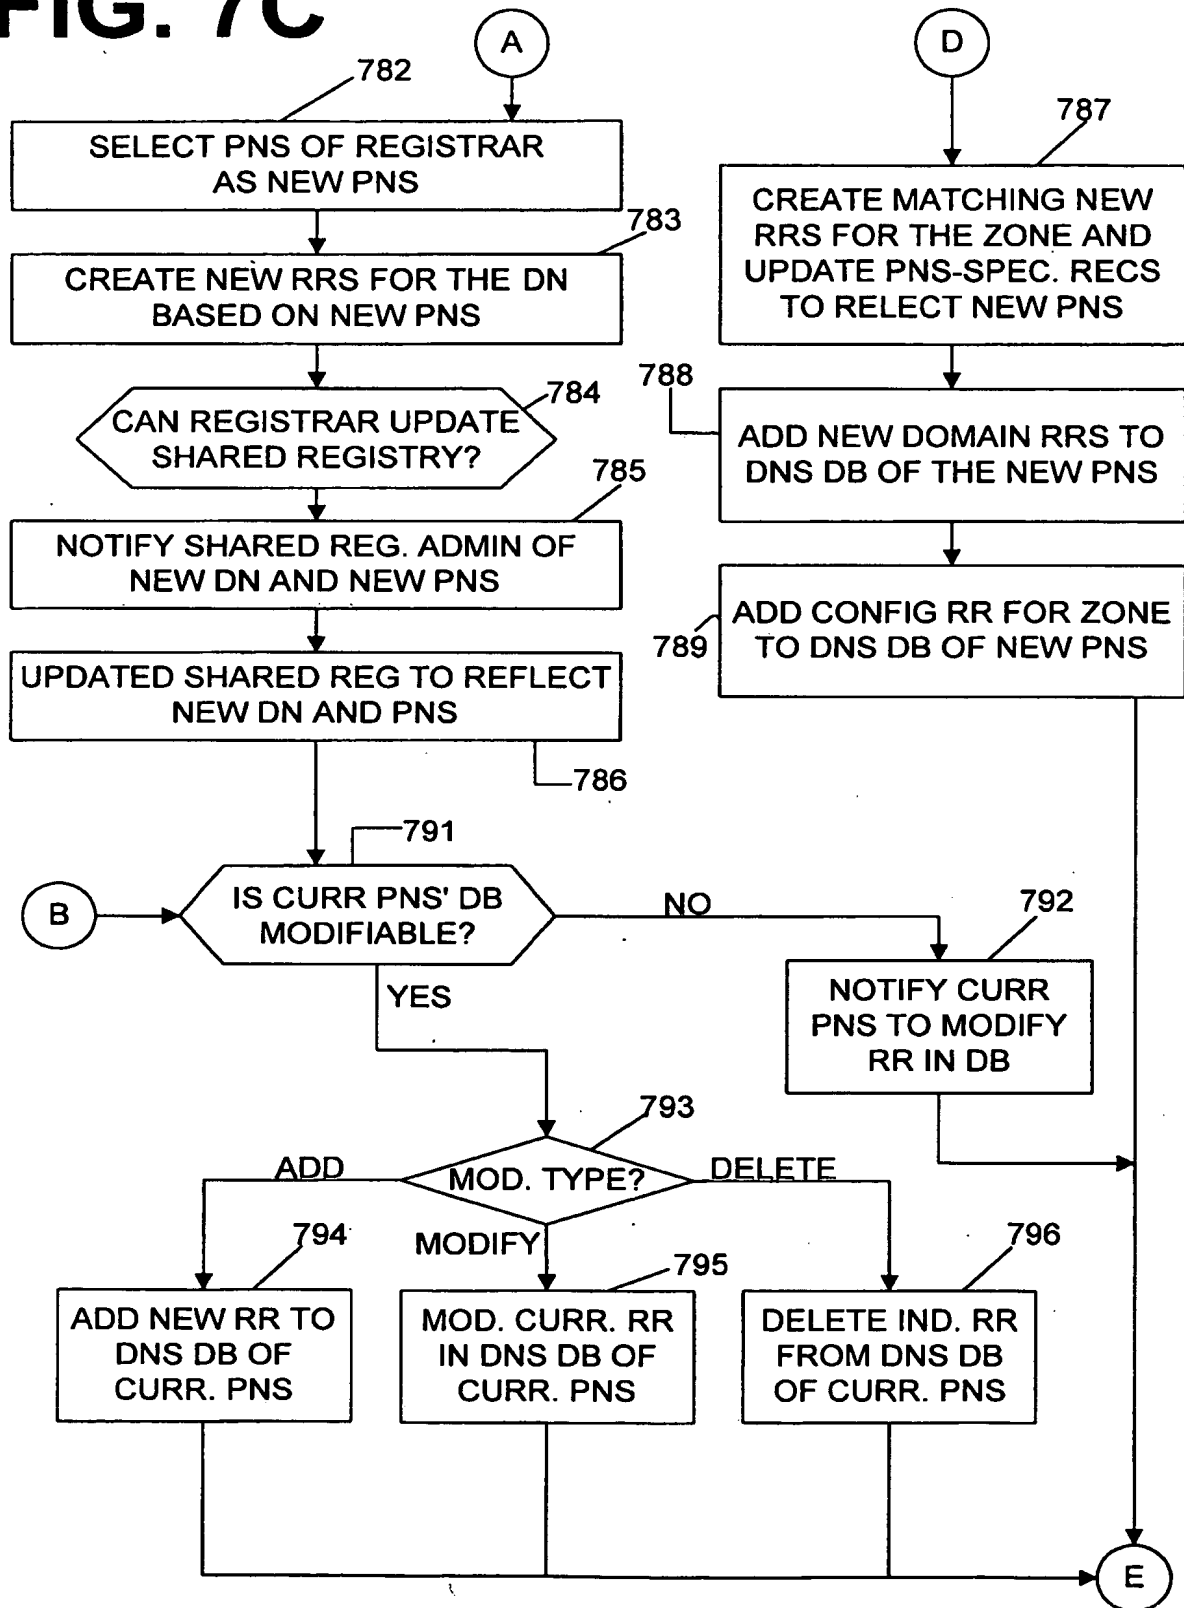 FIG. 7C
A
782
SELECT PNS OF REGISTRAR
AS NEW PNS
783
CREATE NEW RRS FOR THE DN
BASED ON NEW PNS
784
CAN REGISTRAR UPDATE
SHARED REGISTRY?
785
NOTIFY SHARED REG. ADMIN OF
NEW DN AND NEW PNS
UPDATED SHARED REG TO REFLECT
NEW DN AND PNS
786
D
787
CREATE MATCHING NEW
RRS FOR THE ZONE AND
UPDATE PNS-SPEC. RECS
TO RELECT NEW PNS
788
ADD NEW DOMAIN RRS TO
DNS DB OF THE NEW PNS
789
ADD CONFIG RR FOR ZONE
TO DNS DB OF NEW PNS
791
B
IS CURR PNS' DB
MODIFIABLE?
NO
YES
792
NOTIFY CURR
PNS TO MODIFY
RR IN DB
793
MOD. TYPE?
ADD
MODIFY
DELETE
794
ADD NEW RR TO
DNS DB OF
CURR. PNS
795
MOD. CURR. RR
IN DNS DB OF
CURR. PNS
796
DELETE IND. RR
FROM DNS DB
OF CURR. PNS
E